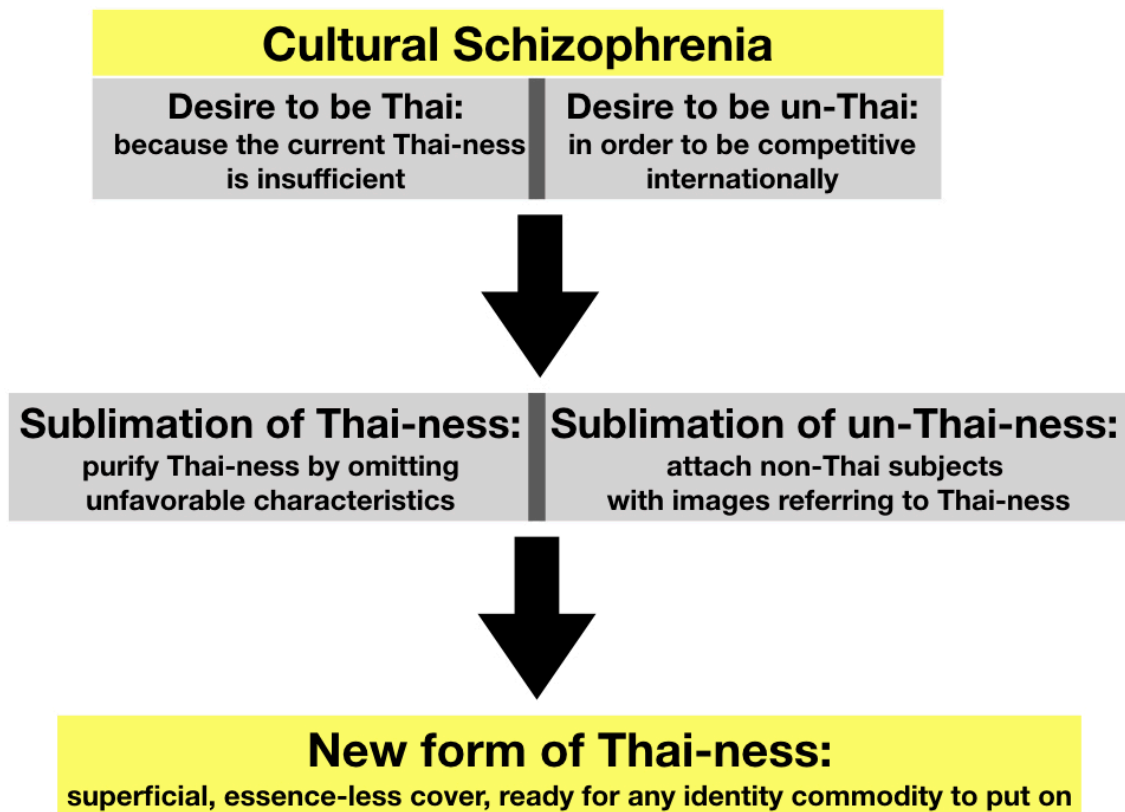 Cultural Schizophrenia
Desire to be Thai:
because the current Thai-ness
is insufficient
Desire to be un-Thai:
in order to be competitive
internationally
Sublimation of Thai-ness:
purify Thai-ness by omitting
unfavorable characteristics
Sublimation of un-Thai-ness:
attach non-Thai subjects
with images referring to Thai-ness
New form of Thai-ness:
superficial, essence-less cover, ready for any identity commodity to put on